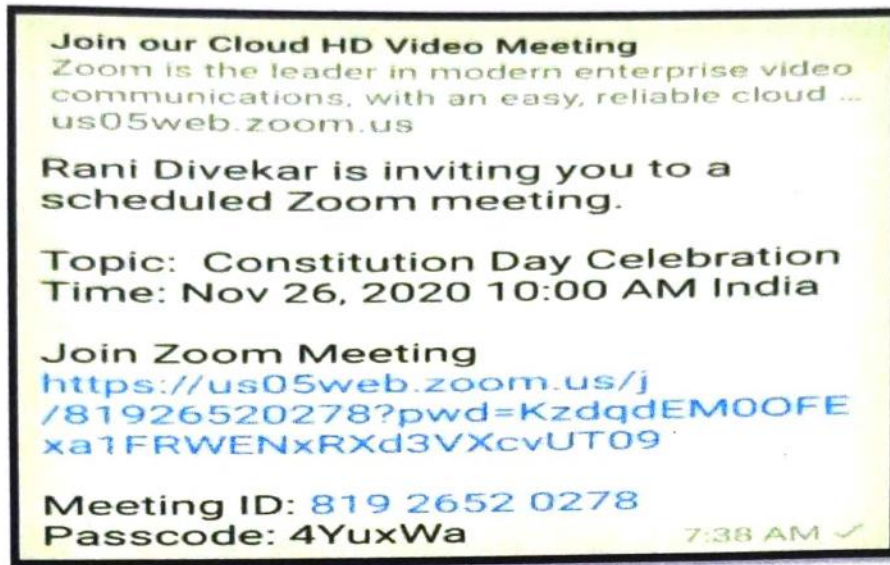 Join our Cloud HD Video Meeting
Zoom is the leader in modern enterprise video
communications, with an easy, reliable cloud ...
us05web.zoom.us
Rani Divekar is inviting you to a
scheduled Zoom meeting.
Topic: Constitution Day Celebration
Time: Nov 26, 2020 10:00 AM India
Join Zoom Meeting
https://us05web.zoom.us/j
/81926520278?pwd=KzdqdEM0OFE
xa1FRWENxRXd3VXcvUT09
Meeting ID: 819 2652 0278
Passcode: 4YuxWa
7:38 AM ✓